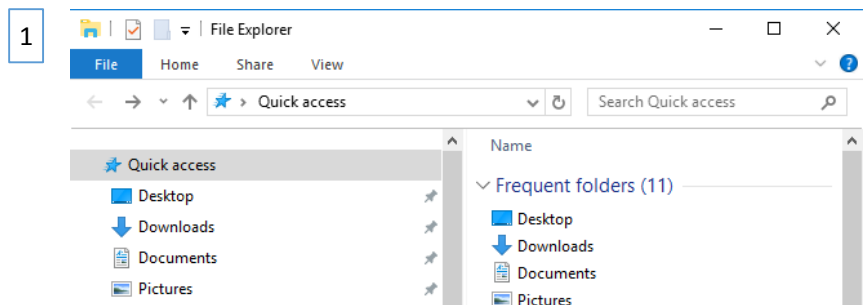 1
File Explorer
File Home Share View
Quick access
Search Quick access
Quick access
Desktop
Downloads
Documents
Pictures
Name
Frequent folders (11)
Desktop
Downloads
Documents
Pictures